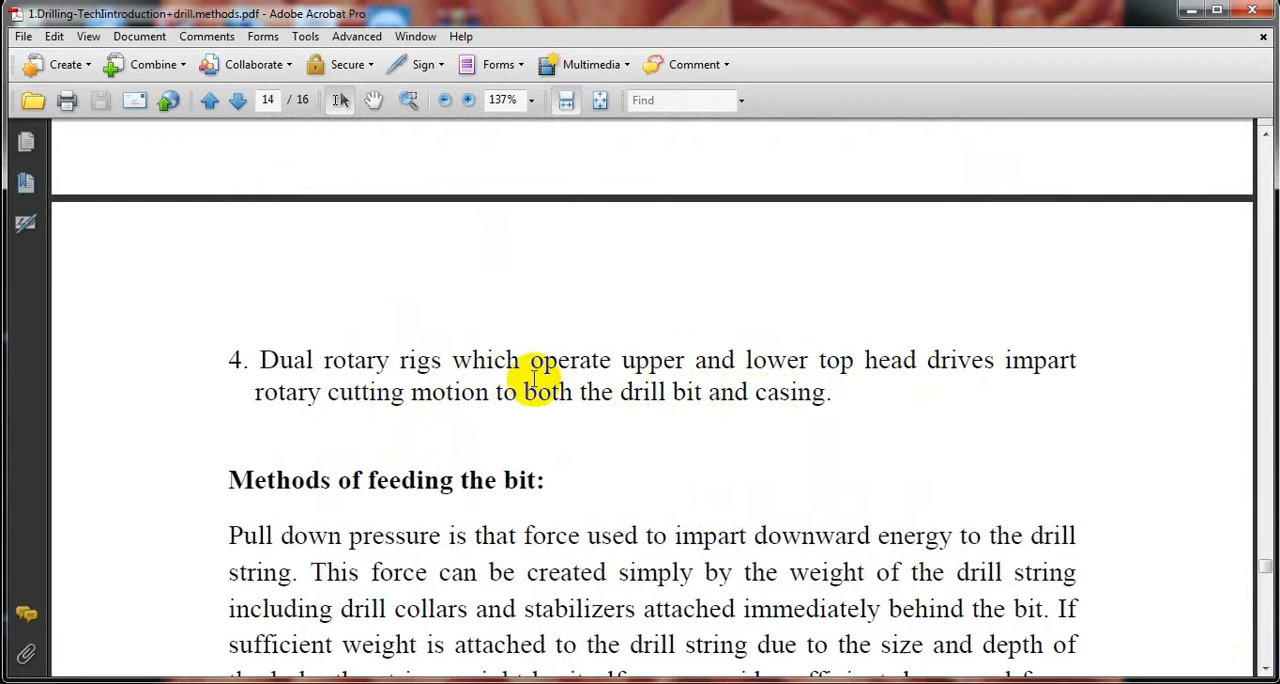 1.Drilling-TechIintroduction+drill.methods.pdf - Adobe Acrobat Pro
File Edit View Document Comments Forms Tools Advanced Window Help
Create Combine Collaborate Secure Sign Forms Multimedia Comment
14 / 16 137% Find
4. Dual rotary rigs which operate upper and lower top head drives impart
rotary cutting motion to both the drill bit and casing.
Methods of feeding the bit:
Pull down pressure is that force used to impart downward energy to the drill
string. This force can be created simply by the weight of the drill string
including drill collars and stabilizers attached immediately behind the bit. If
sufficient weight is attached to the drill string due to the size and depth of